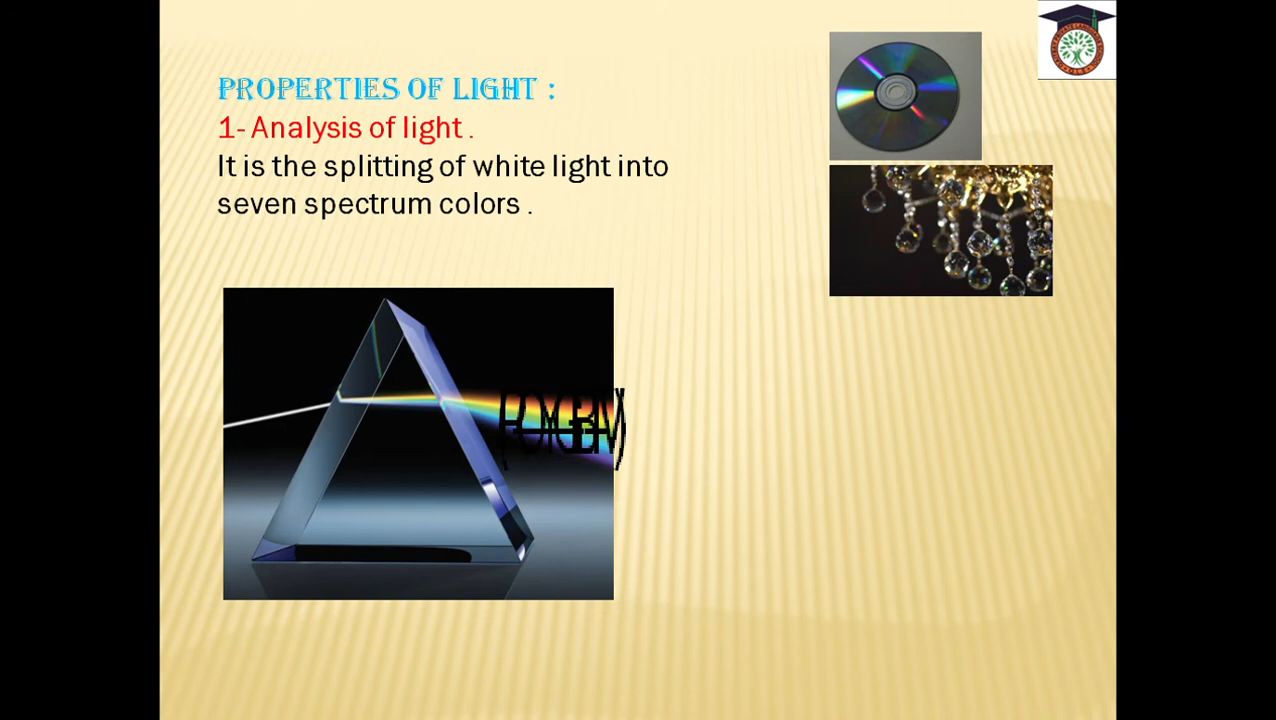 PROPERTIES OF LIGHT :
1- Analysis of light .
It is the splitting of white light into
seven spectrum colors .